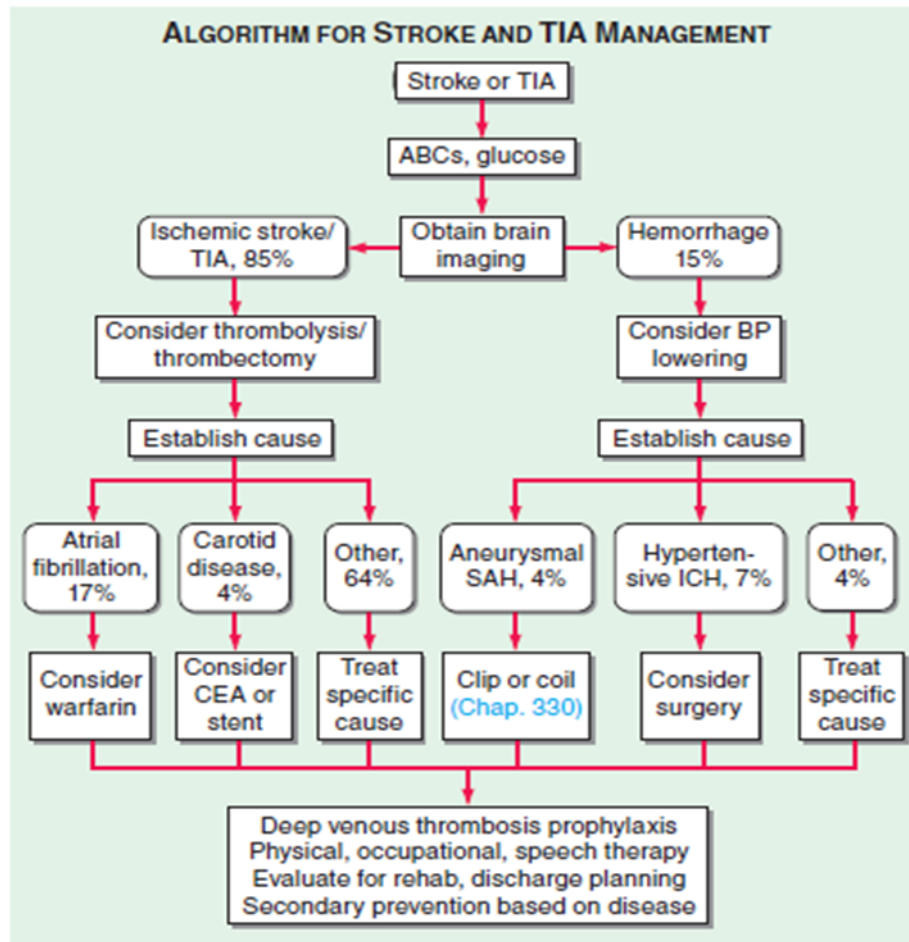 ALGORITHM FOR STROKE AND TIA MANAGEMENT
Stroke or TIA
ABCs, glucose
Obtain brain
imaging
Ischemic stroke/
TIA, 85%
Hemorrhage
15%
Consider thrombolysis/
thrombectomy
Consider BP
lowering
Establish cause
Establish cause
Atrial
fibrillation,
17%
Carotid
disease,
4%
Other,
64%
Aneurysmal
SAH, 4%
Hyperten-
sive ICH, 7%
Other,
4%
Consider
warfarin
Consider
CEA or
stent
Treat
specific
cause
Clip or coil
(Chap. 330)
Consider
surgery
Treat
specific
cause
Deep venous thrombosis prophylaxis
Physical, occupational, speech therapy
Evaluate for rehab, discharge planning
Secondary prevention based on disease